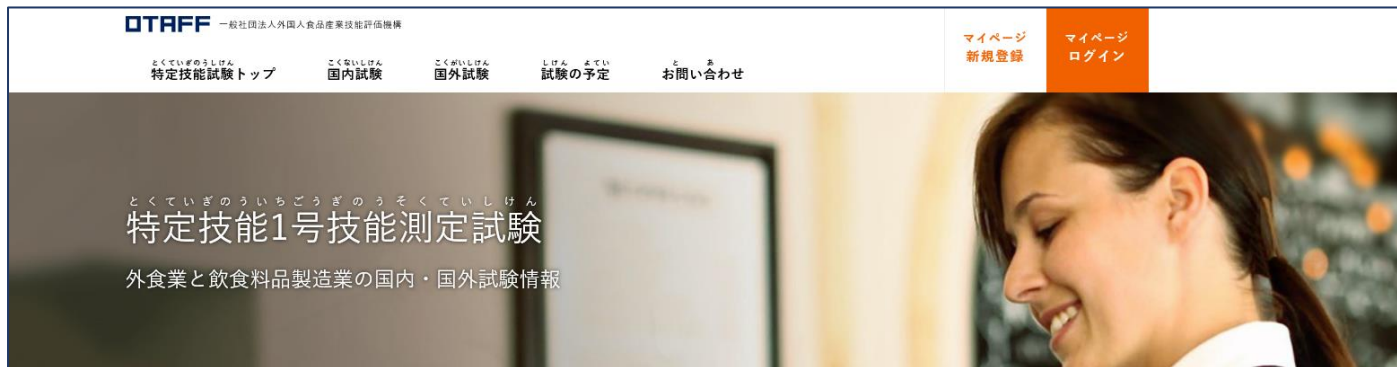 OTAFF 一般社団法人外国人食品産業技能評価機構
マイページ
新規登録
マイページ
ログイン
とくていぎのうしけん こくないしけん こくがいしけん しけん よてい と あ
特定技能試験トップ 国内試験 国外試験 試験の予定 お問い合わせ
とくていぎのういちごうぎのうそくていしけん
特定技能1号技能測定試験
外食業と飲食料品製造業の国内・国外試験情報